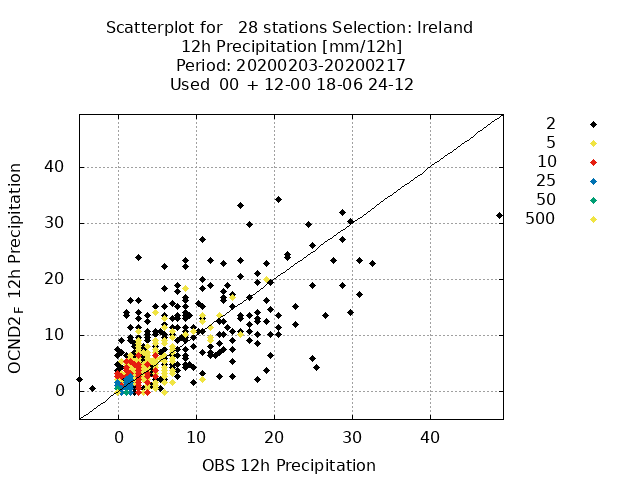 Scatterplot for   28 stations Selection: Ireland
12h Precipitation [mm/12h]
Period: 20200203-20200217
Used  00 + 12-00 18-06 24-12
2
5
10
25
50
500
40
30
20
10
0
OCND2F 12h Precipitation
0 10 20 30 40
OBS 12h Precipitation